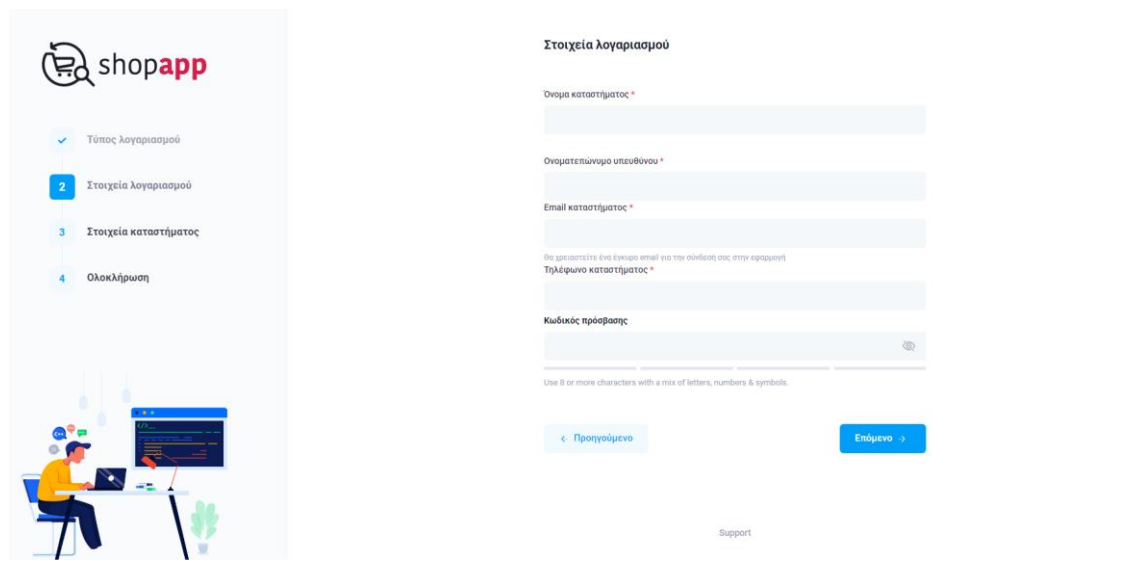 shopapp
Τύπος λογαριασμού
2 Στοιχεία λογαριασμού
3 Στοιχεία καταστήματος
4 Ολοκλήρωση
Στοιχεία λογαριασμού
Όνομα καταστήματος *
Ονοματεπώνυμο υπευθύνου *
Email καταστήματος *
Θα χρειαστείτε ένα έγκυρο email για την σύνδεσή σας στην εφαρμογή
Τηλέφωνο καταστήματος *
Κωδικός πρόσβασης
Use 8 or more characters with a mix of letters, numbers & symbols.
← Προηγούμενο
Επόμενο →
Support